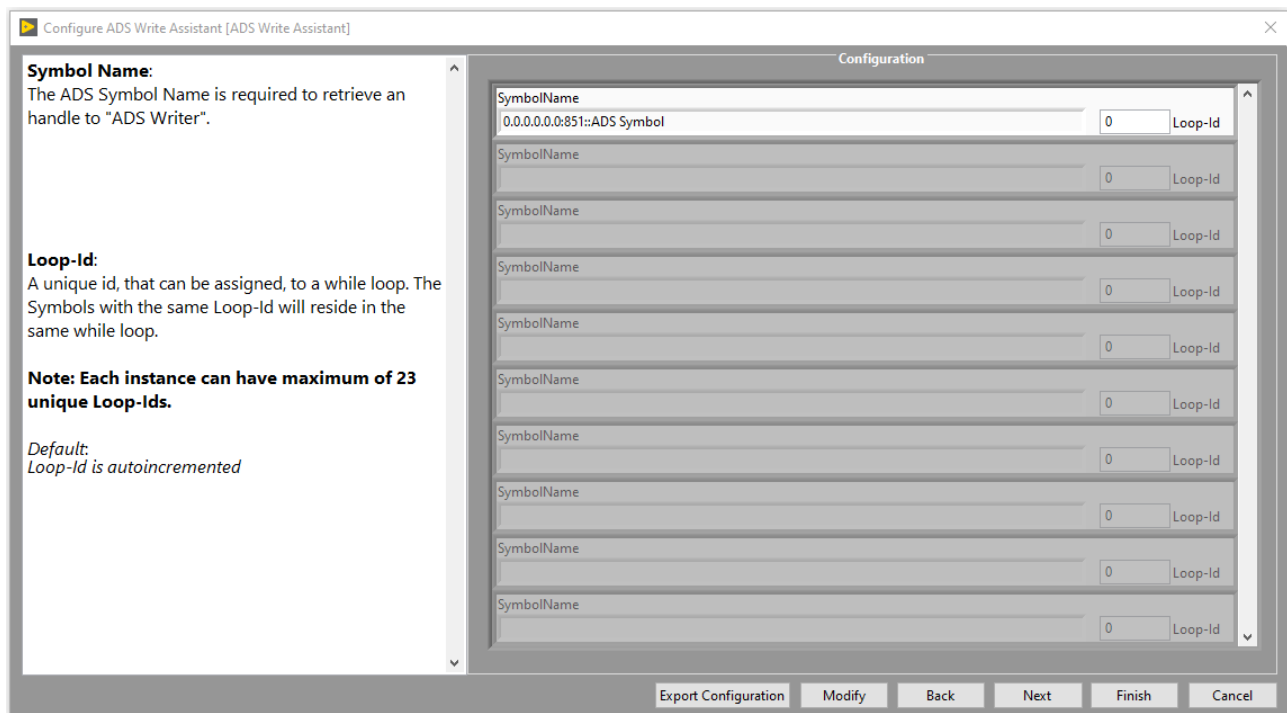 Configure ADS Write Assistant [ADS Write Assistant]
Symbol Name:
The ADS Symbol Name is required to retrieve an
handle to "ADS Writer".
Loop-Id:
A unique id, that can be assigned, to a while loop. The
Symbols with the same Loop-Id will reside in the
same while loop.
Note: Each instance can have maximum of 23
unique Loop-Ids.
Default:
Loop-Id is autoincremented
Configuration
SymbolName
0.0.0.0.0.0:851::ADS Symbol 0 Loop-Id
SymbolName
0 Loop-Id
SymbolName
0 Loop-Id
SymbolName
0 Loop-Id
SymbolName
0 Loop-Id
SymbolName
0 Loop-Id
SymbolName
0 Loop-Id
SymbolName
0 Loop-Id
SymbolName
0 Loop-Id
SymbolName
0 Loop-Id
Export Configuration Modify Back Next Finish Cancel